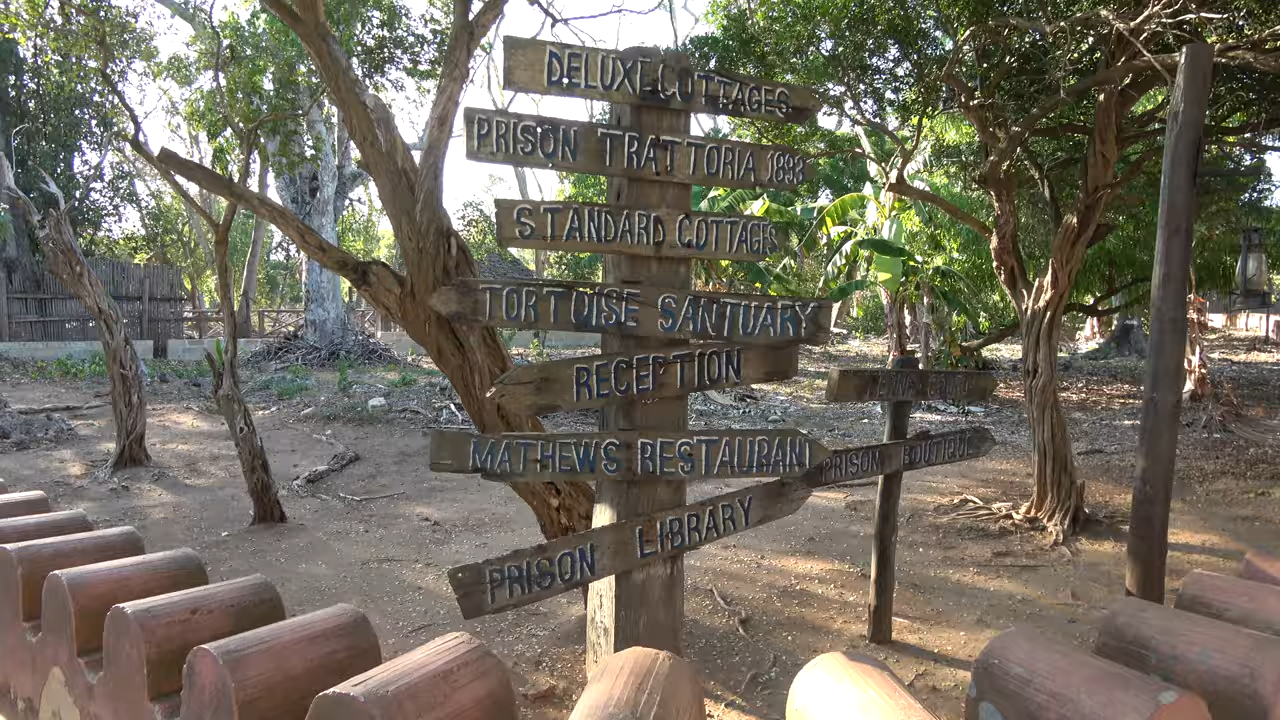 DELUXE COTTAGES
PRISON TRATTORIA 1893
STANDARD COTTAGES
TORTOISE SANTUARY
RECEPTION
MATHEWS RESTAURANT
PRISON BOUTIQUE
PRISON LIBRARY